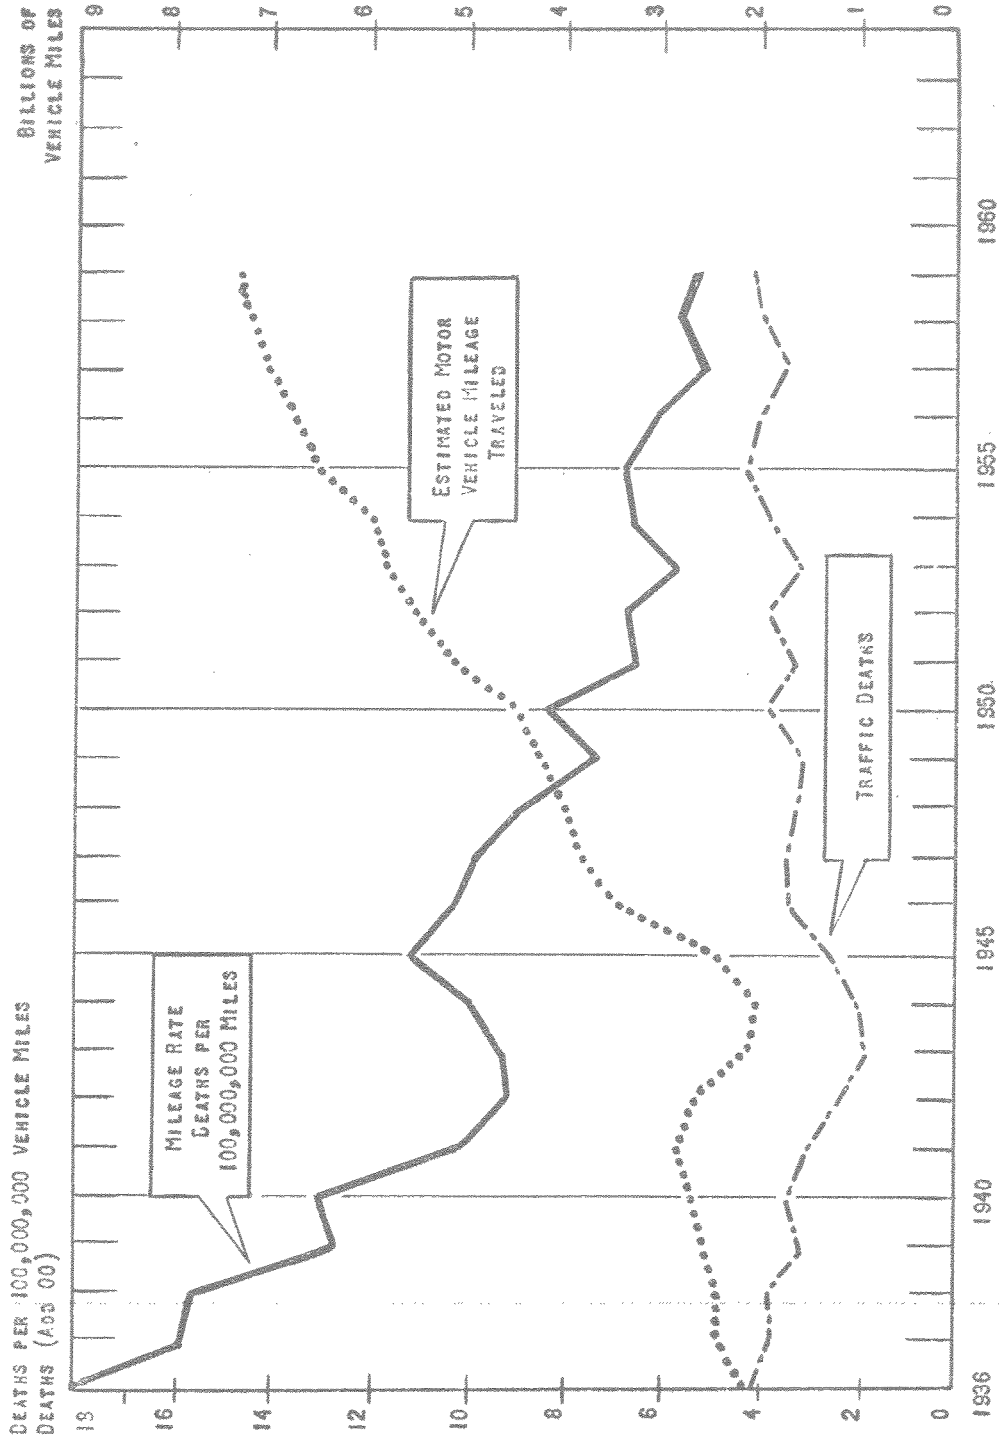 DEATHS PER 100,000,000 VEHICLE MILES
DEATHS (ADD 00)
BILLIONS OF
VEHICLE MILES
18
16
14
12
10
8
6
4
2
0
9
8
7
6
5
4
3
2
1
0
MILEAGE RATE
DEATHS PER
100,000,000 MILES
ESTIMATED MOTOR
VEHICLE MILEAGE
TRAVELED
TRAFFIC DEATHS
1936
1940
1945
1950
1955
1960